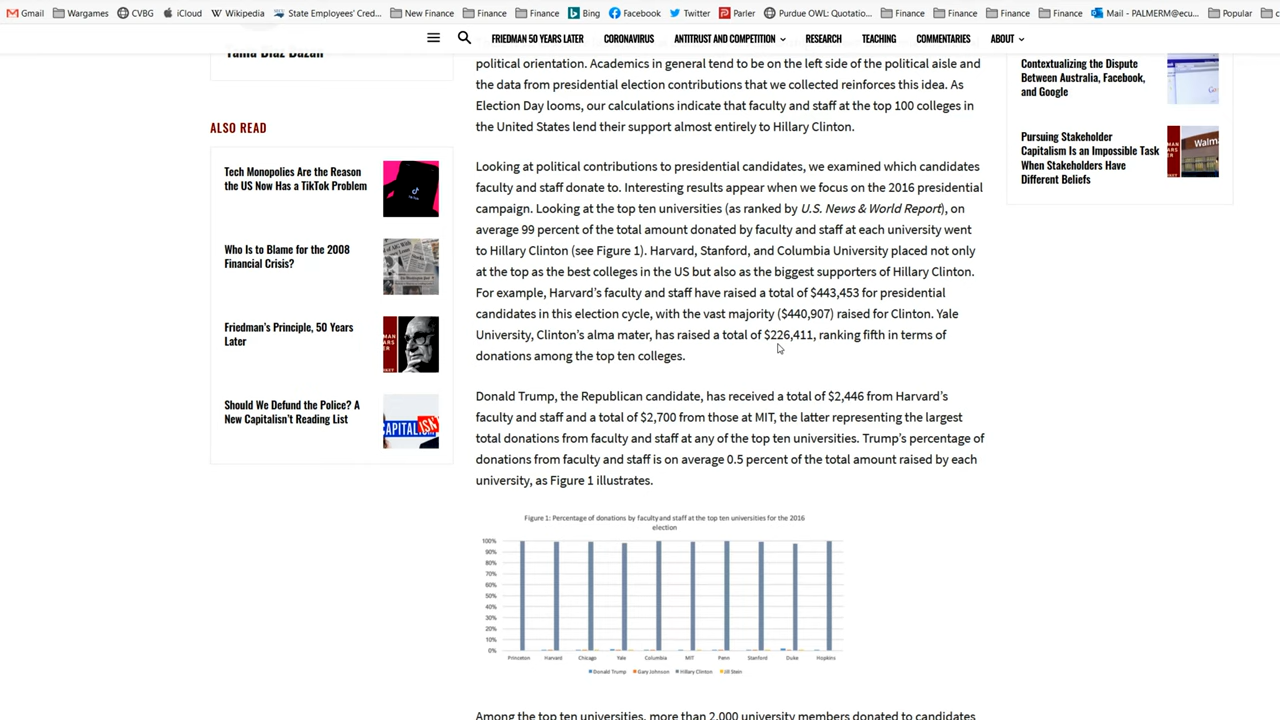 Gmail
Wargames
CVBG
iCloud
Wikipedia
State Employees' Cred...
New Finance
Finance
Finance
Bing
Facebook
Twitter
Parler
Purdue OWL: Quotatio...
Finance
Finance
Finance
Finance
Mail - PALMERM@ecu...
Popular
FRIEDMAN 50 YEARS LATER
CORONAVIRUS
ANTITRUST AND COMPETITION
RESEARCH
TEACHING
COMMENTARIES
ABOUT
Tania Diaz Bazan
ALSO READ
Tech Monopolies Are the Reason
the US Now Has a TikTok Problem
Who Is to Blame for the 2008
Financial Crisis?
Friedman's Principle, 50 Years
Later
Should We Defund the Police? A
New Capitalisn't Reading List
CAPITALISN'T
political orientation. Academics in general tend to be on the left side of the political aisle and
the data from presidential election contributions that we collected reinforces this idea. As
Election Day looms, our calculations indicate that faculty and staff at the top 100 colleges in
the United States lend their support almost entirely to Hillary Clinton.
Looking at political contributions to presidential candidates, we examined which candidates
faculty and staff donate to. Interesting results appear when we focus on the 2016 presidential
campaign. Looking at the top ten universities (as ranked by U.S. News & World Report), on
average 99 percent of the total amount donated by faculty and staff at each university went
to Hillary Clinton (see Figure 1). Harvard, Stanford, and Columbia University placed not only
at the top as the best colleges in the US but also as the biggest supporters of Hillary Clinton.
For example, Harvard's faculty and staff have raised a total of $443,453 for presidential
candidates in this election cycle, with the vast majority ($440,907) raised for Clinton. Yale
University, Clinton's alma mater, has raised a total of $226,411, ranking fifth in terms of
donations among the top ten colleges.
Donald Trump, the Republican candidate, has received a total of $2,446 from Harvard's
faculty and staff and a total of $2,700 from those at MIT, the latter representing the largest
total donations from faculty and staff at any of the top ten universities. Trump's percentage of
donations from faculty and staff is on average 0.5 percent of the total amount raised by each
university, as Figure 1 illustrates.
Figure 1: Percentage of donations by faculty and staff at the top ten universities for the 2016
election
100%
90%
80%
70%
60%
50%
40%
30%
20%
10%
0%
Princeton Harvard Chicago Yale Columbia MIT Penn Stanford Duke Hopkins
Donald Trump Gary Johnson Hillary Clinton Jill Stein
Among the top ten universities, more than 2,000 university members donated to candidates
Contextualizing the Dispute
Between Australia, Facebook,
and Google
Pursuing Stakeholder
Capitalism Is an Impossible Task
When Stakeholders Have
Different Beliefs
Walm